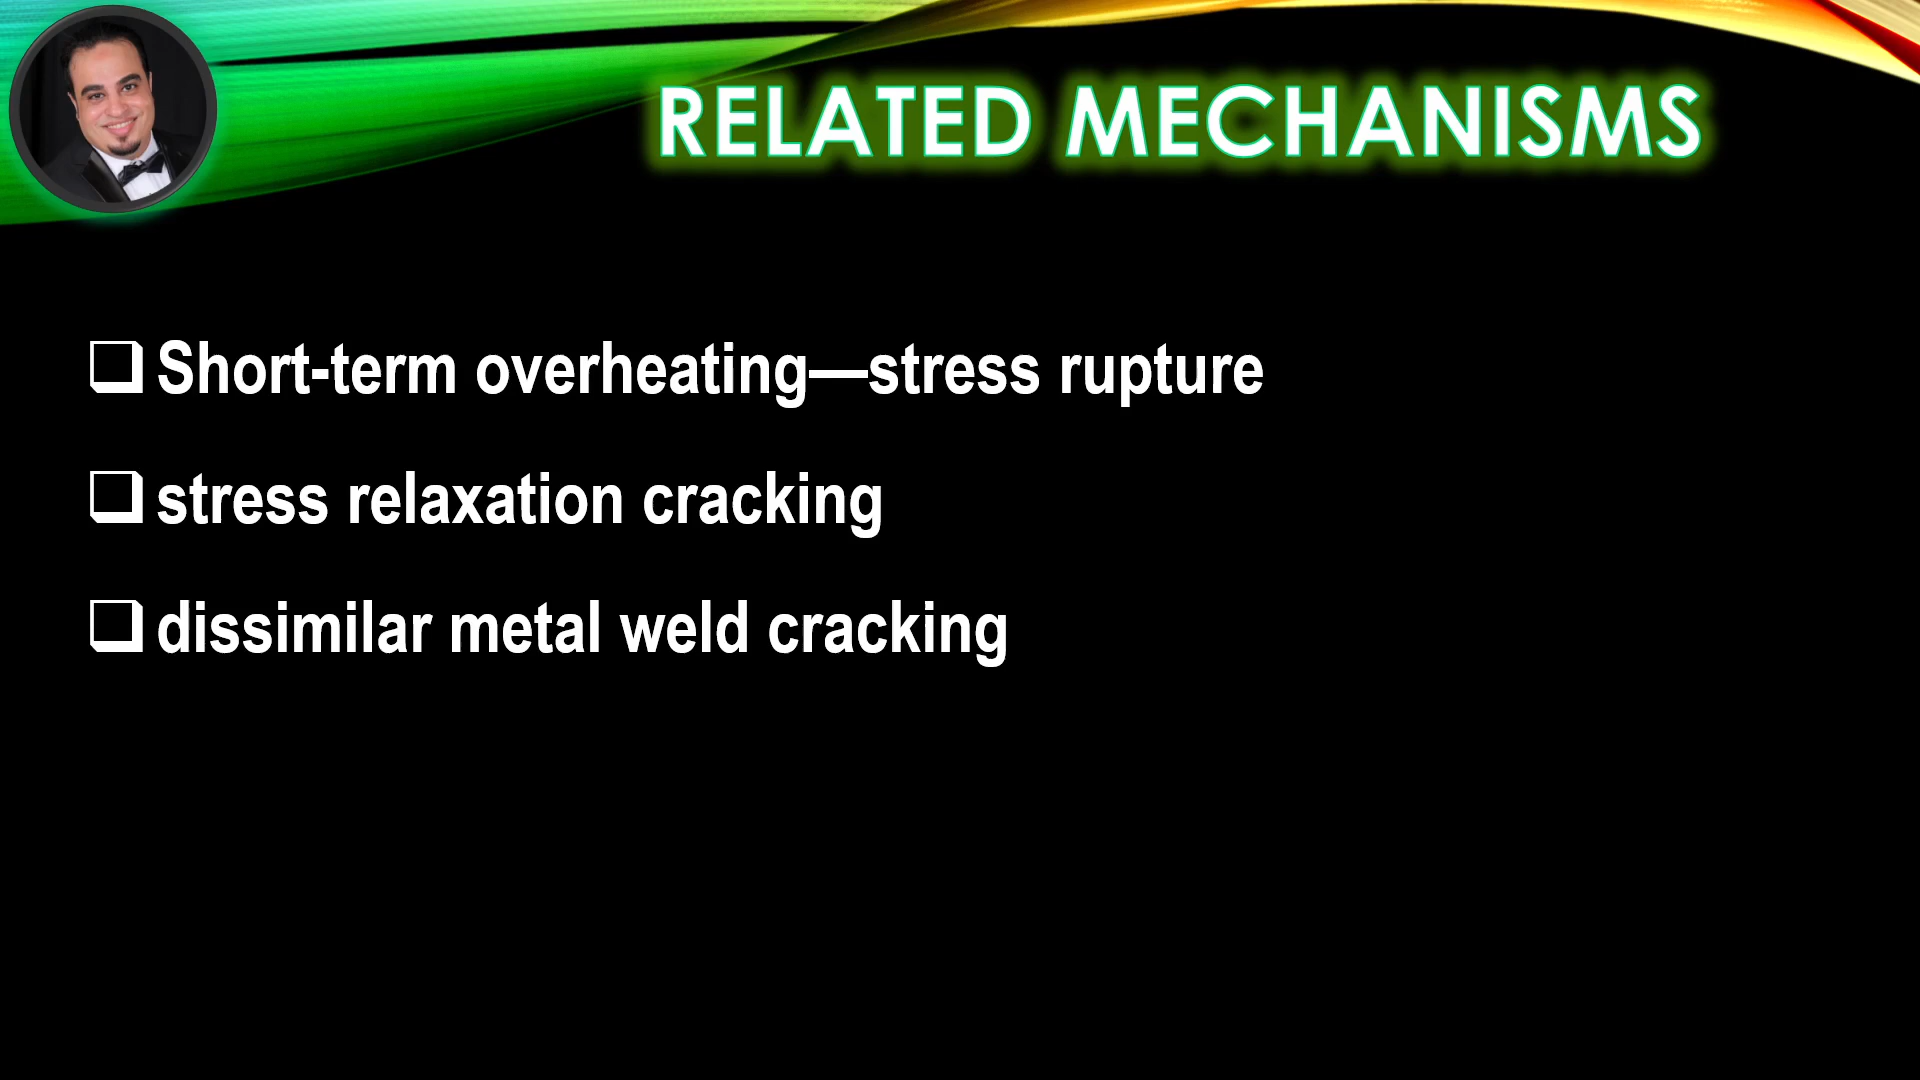 RELATED MECHANISMS
❑ Short-term overheating—stress rupture
❑ stress relaxation cracking
❑ dissimilar metal weld cracking